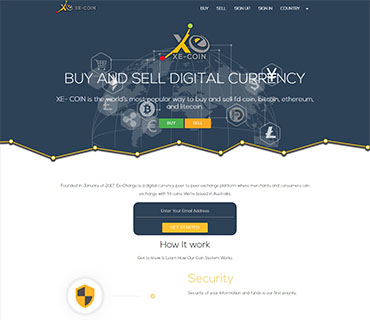 XE XE-COIN
BUY SELL SIGN UP SIGN IN COUNTRY
XE
XE-COIN
BUY AND SELL DIGITAL CURRENCY
XE- COIN is the world's most popular way to buy and sell fd coin, bitcoin, ethereum,
and litecoin.
BUY SELL
Founded in January of 2017, Ex-Change is a digital currency peer to peer exchange platform where merchants and consumers can
exchange with fd coins. We're based in Australia.
Enter Your Email Address
GET STARTED
How It work
Get to know & Learn How Our Coin System Works.
Security
Security of your information and funds is our first priority.